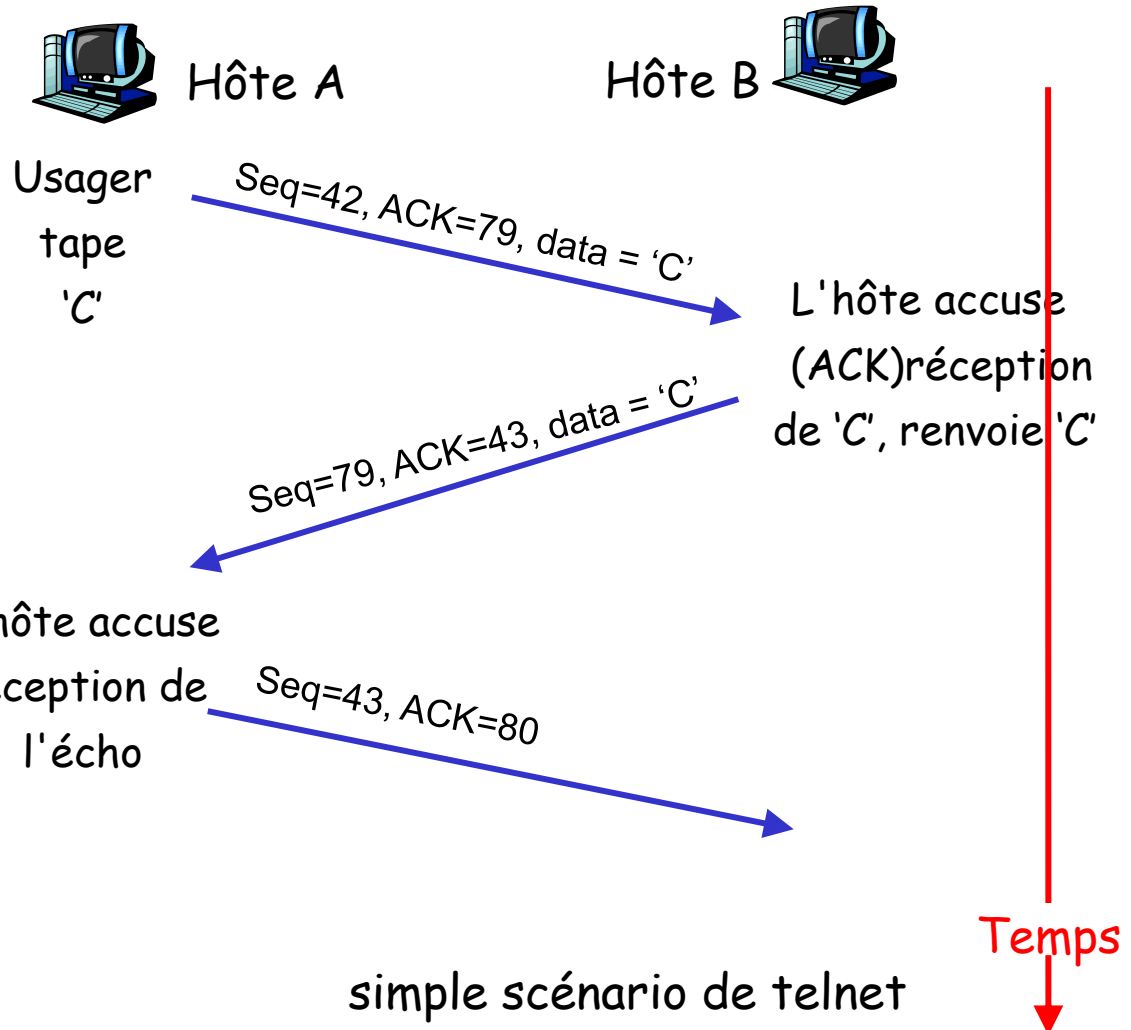 Hôte A
Hôte B
Usager
tape
‘C’
Seq=42, ACK=79, data = ‘C’
L'hôte accuse
(ACK)réception
de ‘C’, renvoie ‘C’
Seq=79, ACK=43, data = ‘C’
hôte accuse
ception de
l'écho
Seq=43, ACK=80
Temps
simple scénario de telnet